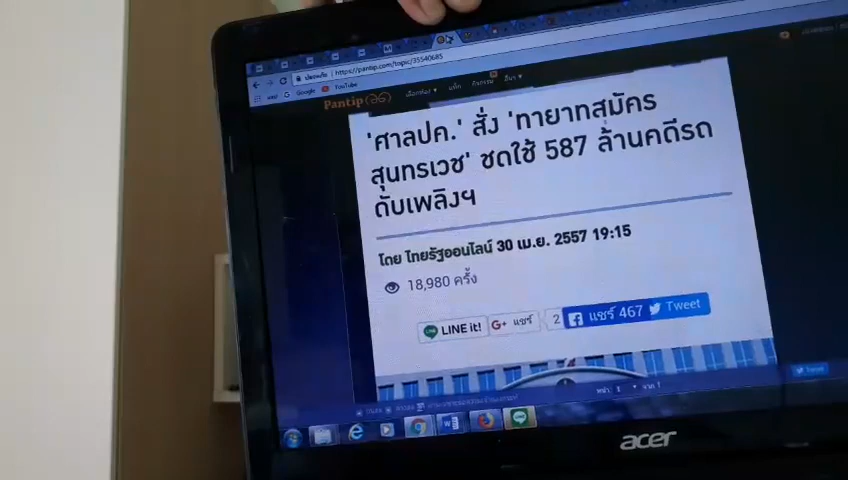 https://pantip.com/topic/35540685
Google YouTube
Pantip
'ศาลปค.' สั่ง 'ทายาทสมัคร
สุนทรเวช' ชดใช้ 587 ล้านคดีรถ
ดับเพลิงฯ
โดย ไทยรัฐออนไลน์ 30 เม.ย. 2557 19:15
18,980 ครั้ง
LINE it! G+ แชร์ 2 แชร์ 467 Tweet
Tweet
acer